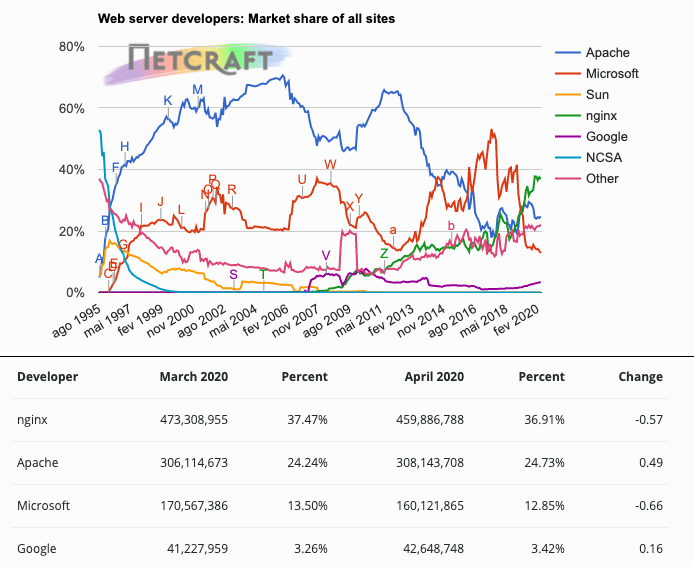 Web server developers: Market share of all sites
NETCRAFT
80%
60%
40%
20%
0%
A
B
C
E
F
G
H
I
J
K
L
M
N
O
P
Q
R
S
T
U
V
W
X
Y
Z
a
b
Apache
Microsoft
Sun
nginx
Google
NCSA
Other
ago 1995
mai 1997
fev 1999
nov 2000
ago 2002
mai 2004
fev 2006
nov 2007
ago 2009
mai 2011
fev 2013
nov 2014
ago 2016
mai 2018
fev 2020
Developer March 2020 Percent April 2020 Percent Change
nginx 473,308,955 37.47% 459,886,788 36.91% -0.57
Apache 306,114,673 24.24% 308,143,708 24.73% 0.49
Microsoft 170,567,386 13.50% 160,121,865 12.85% -0.66
Google 41,227,959 3.26% 42,648,748 3.42% 0.16